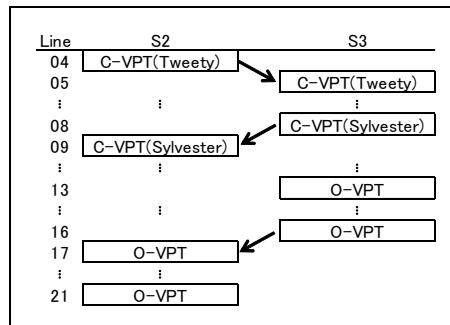 Line S2 S3
04 C-VPT(Tweety)
05 C-VPT(Tweety)
⋮ ⋮ ⋮
08 C-VPT(Sylvester)
09 C-VPT(Sylvester)
⋮ ⋮ ⋮
13 O-VPT
⋮ ⋮ ⋮
16 O-VPT
17 O-VPT
⋮ ⋮
21 O-VPT